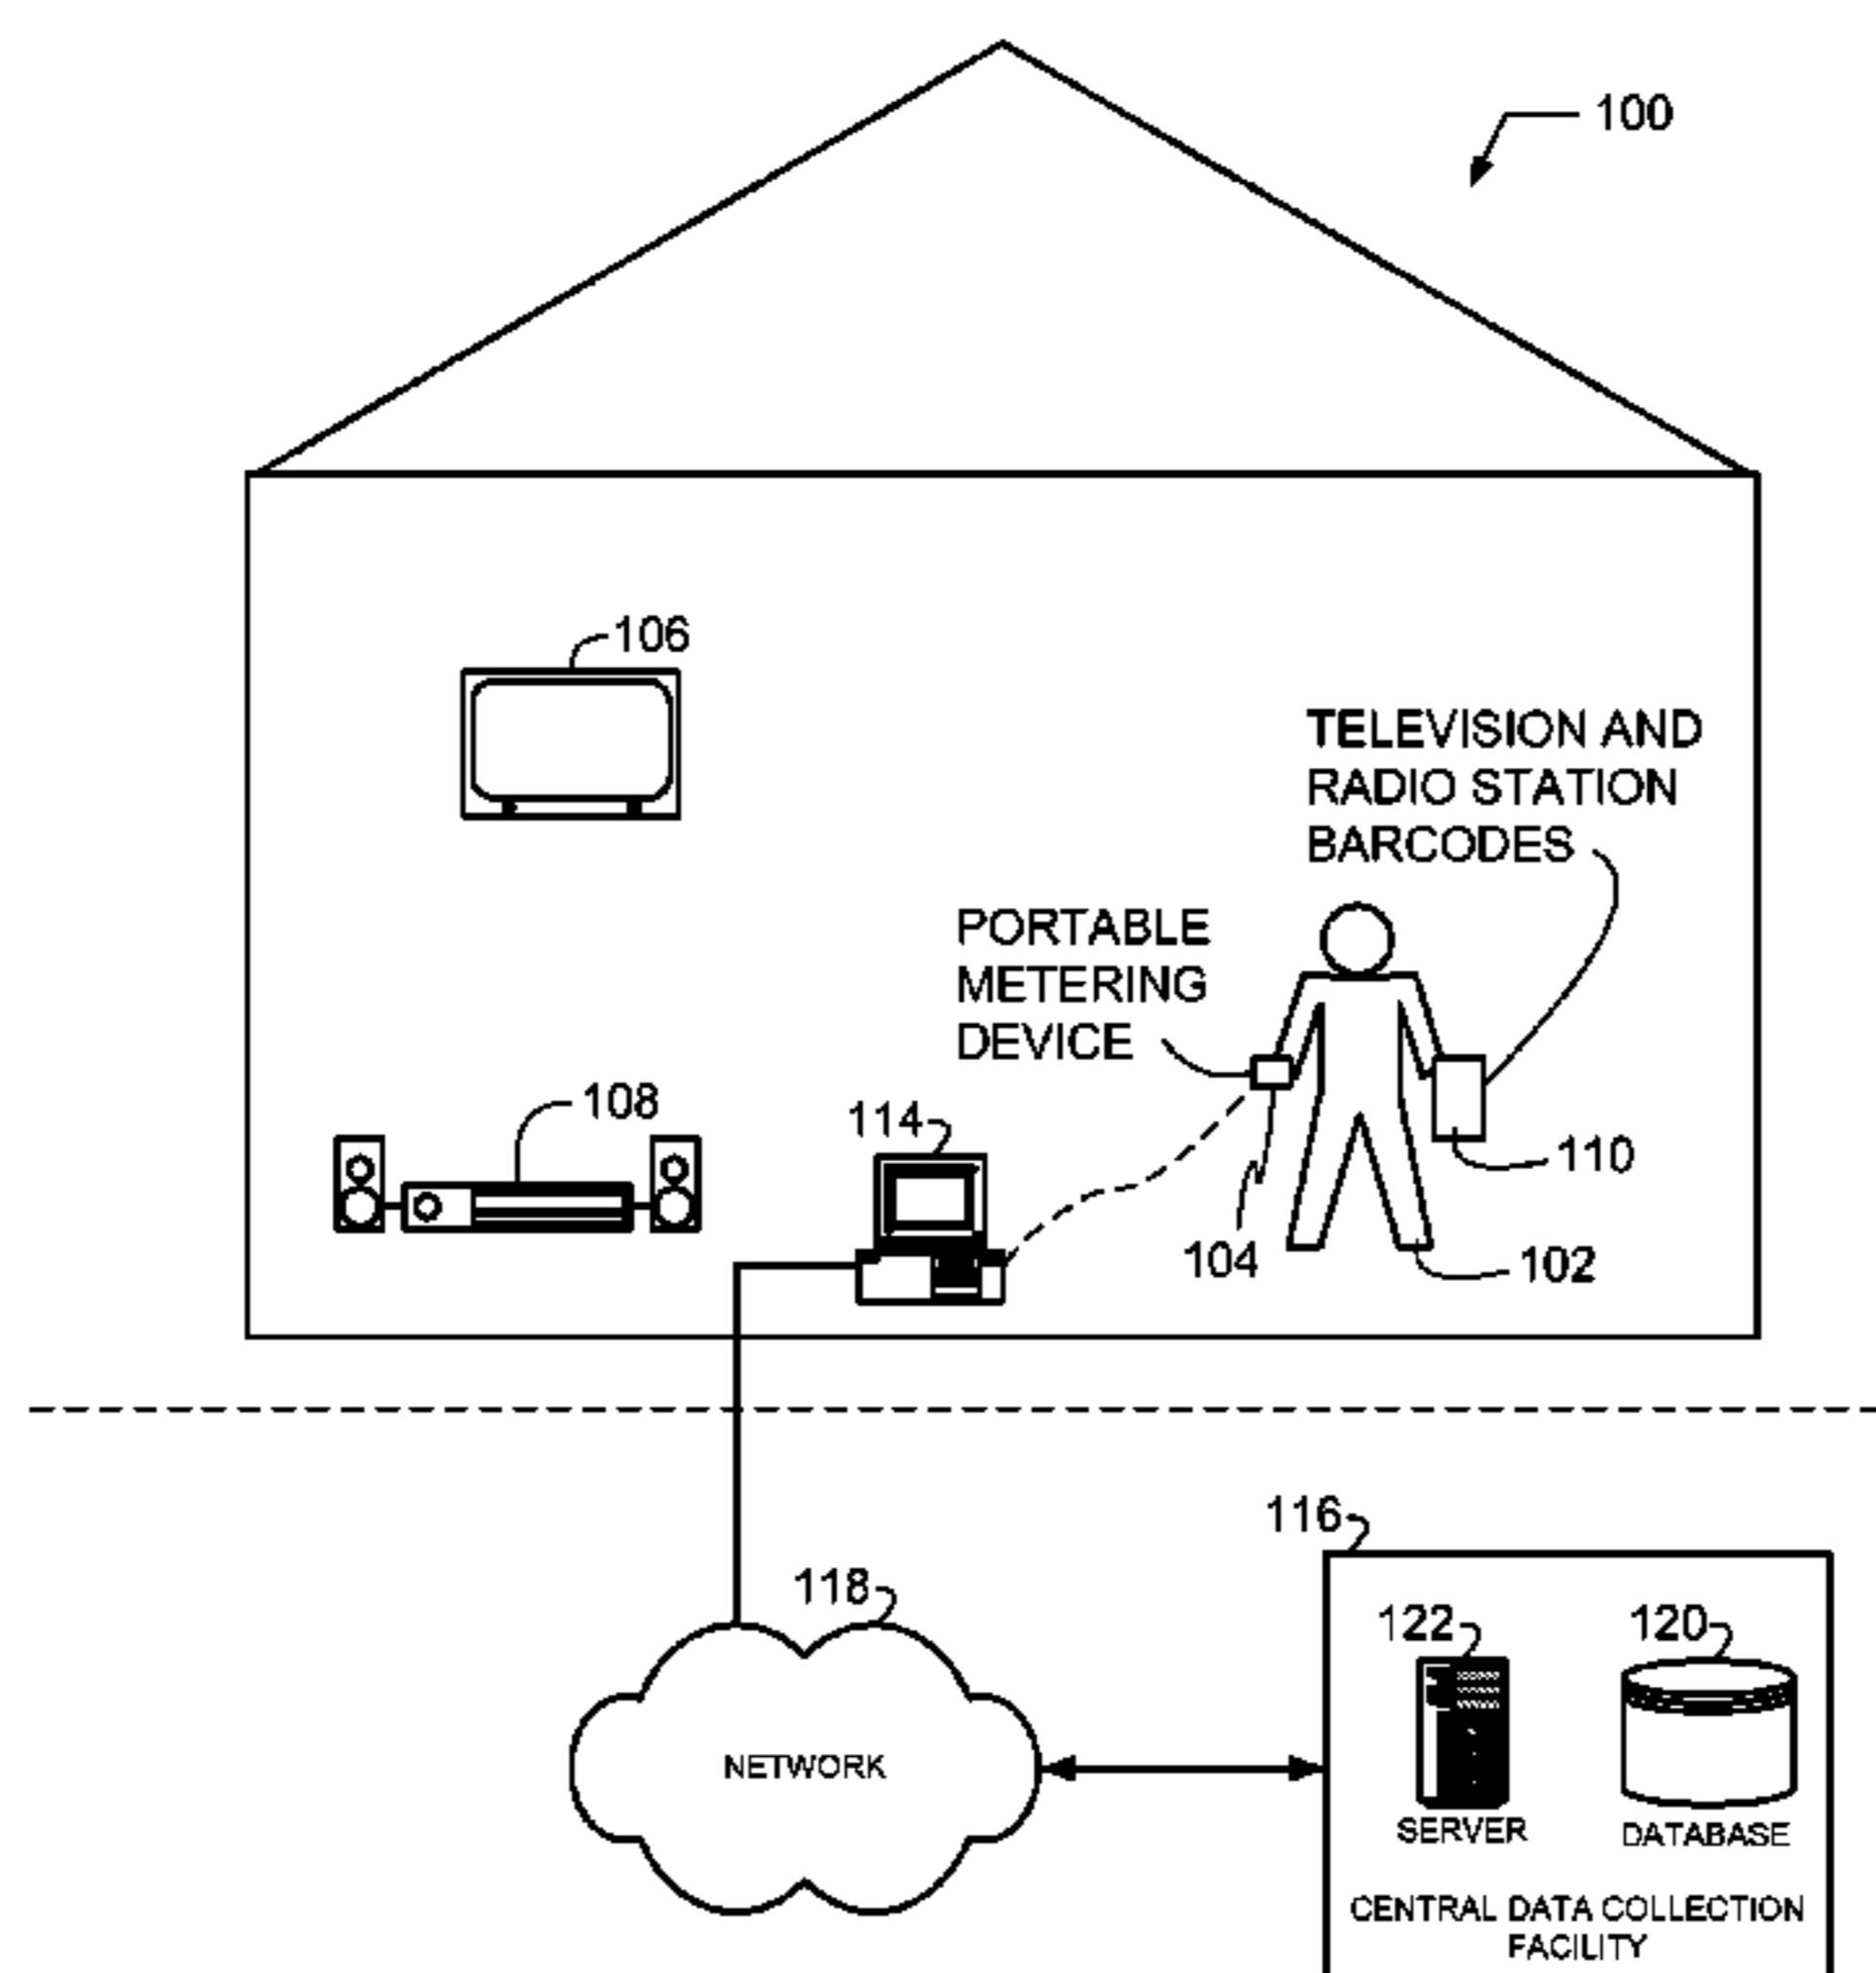 100
106
TELEVISION AND
RADIO STATION
BARCODES
PORTABLE
METERING
DEVICE
108
114
110
104
102
116
118
122
120
NETWORK
SERVER
DATABASE
CENTRAL DATA COLLECTION
FACILITY